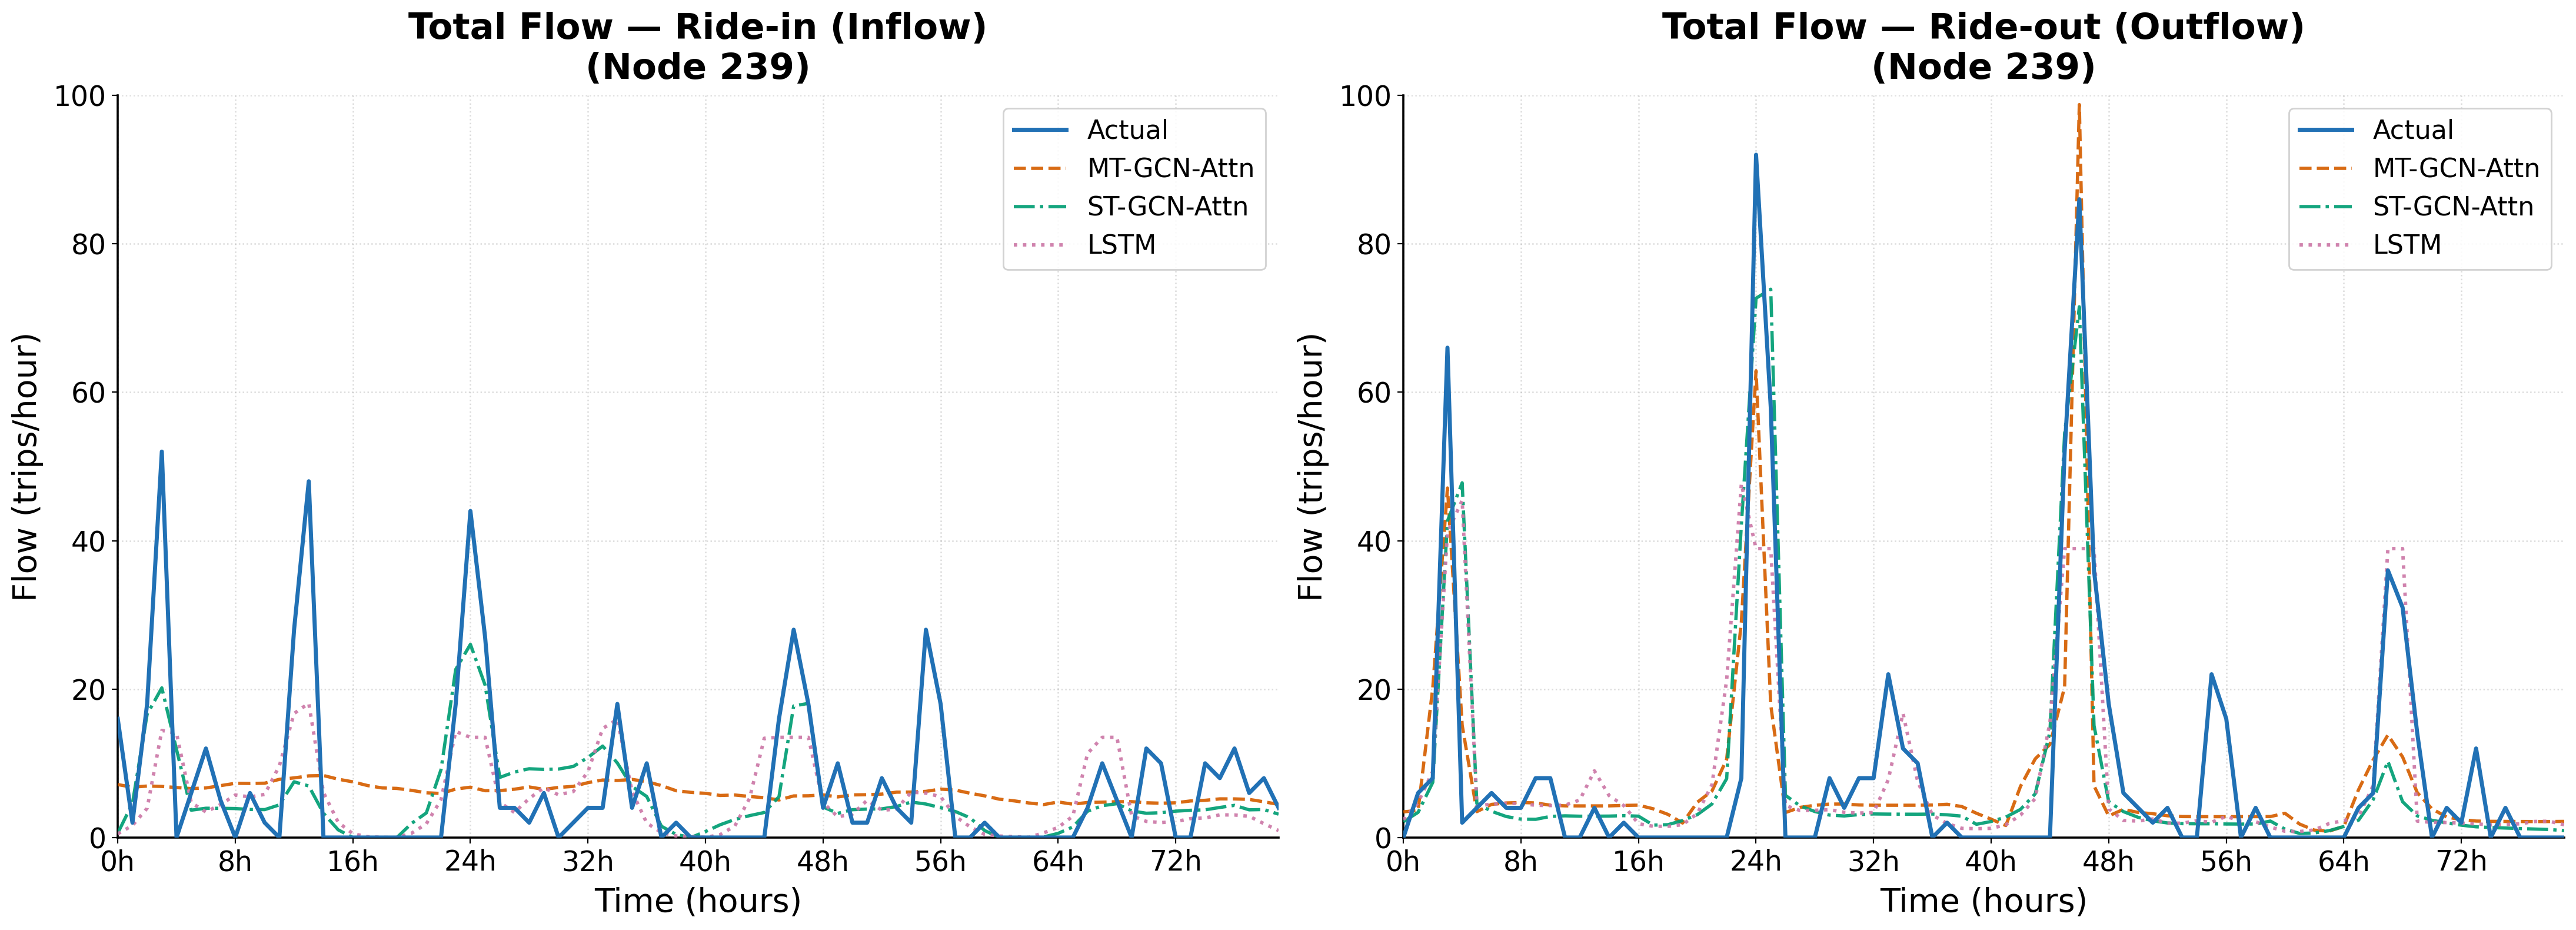 Total Flow — Ride-in (Inflow)
(Node 239)
100
80
60
40
20
0
Flow (trips/hour)
0h 8h 16h 24h 32h 40h 48h 56h 64h 72h
Time (hours)
Actual
MT-GCN-Attn
ST-GCN-Attn
LSTM
Total Flow — Ride-out (Outflow)
(Node 239)
100
80
60
40
20
0
Flow (trips/hour)
0h 8h 16h 24h 32h 40h 48h 56h 64h 72h
Time (hours)
Actual
MT-GCN-Attn
ST-GCN-Attn
LSTM